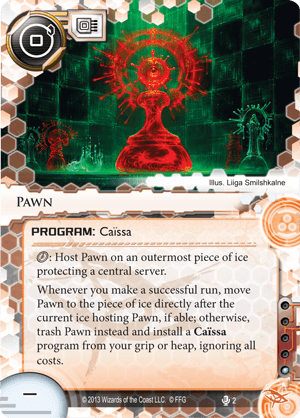 Illus. Liiga Smilshkalne
Pawn
PROGRAM: Caïssa
: Host Pawn on an outermost piece of ice
protecting a central server.
Whenever you make a successful run, move
Pawn to the piece of ice directly after the
current ice hosting Pawn, if able; otherwise,
trash Pawn instead and install a Caïssa
program from your grip or heap, ignoring all
costs.
–
© 2013 Wizards of the Coast LLC. © FFG
2